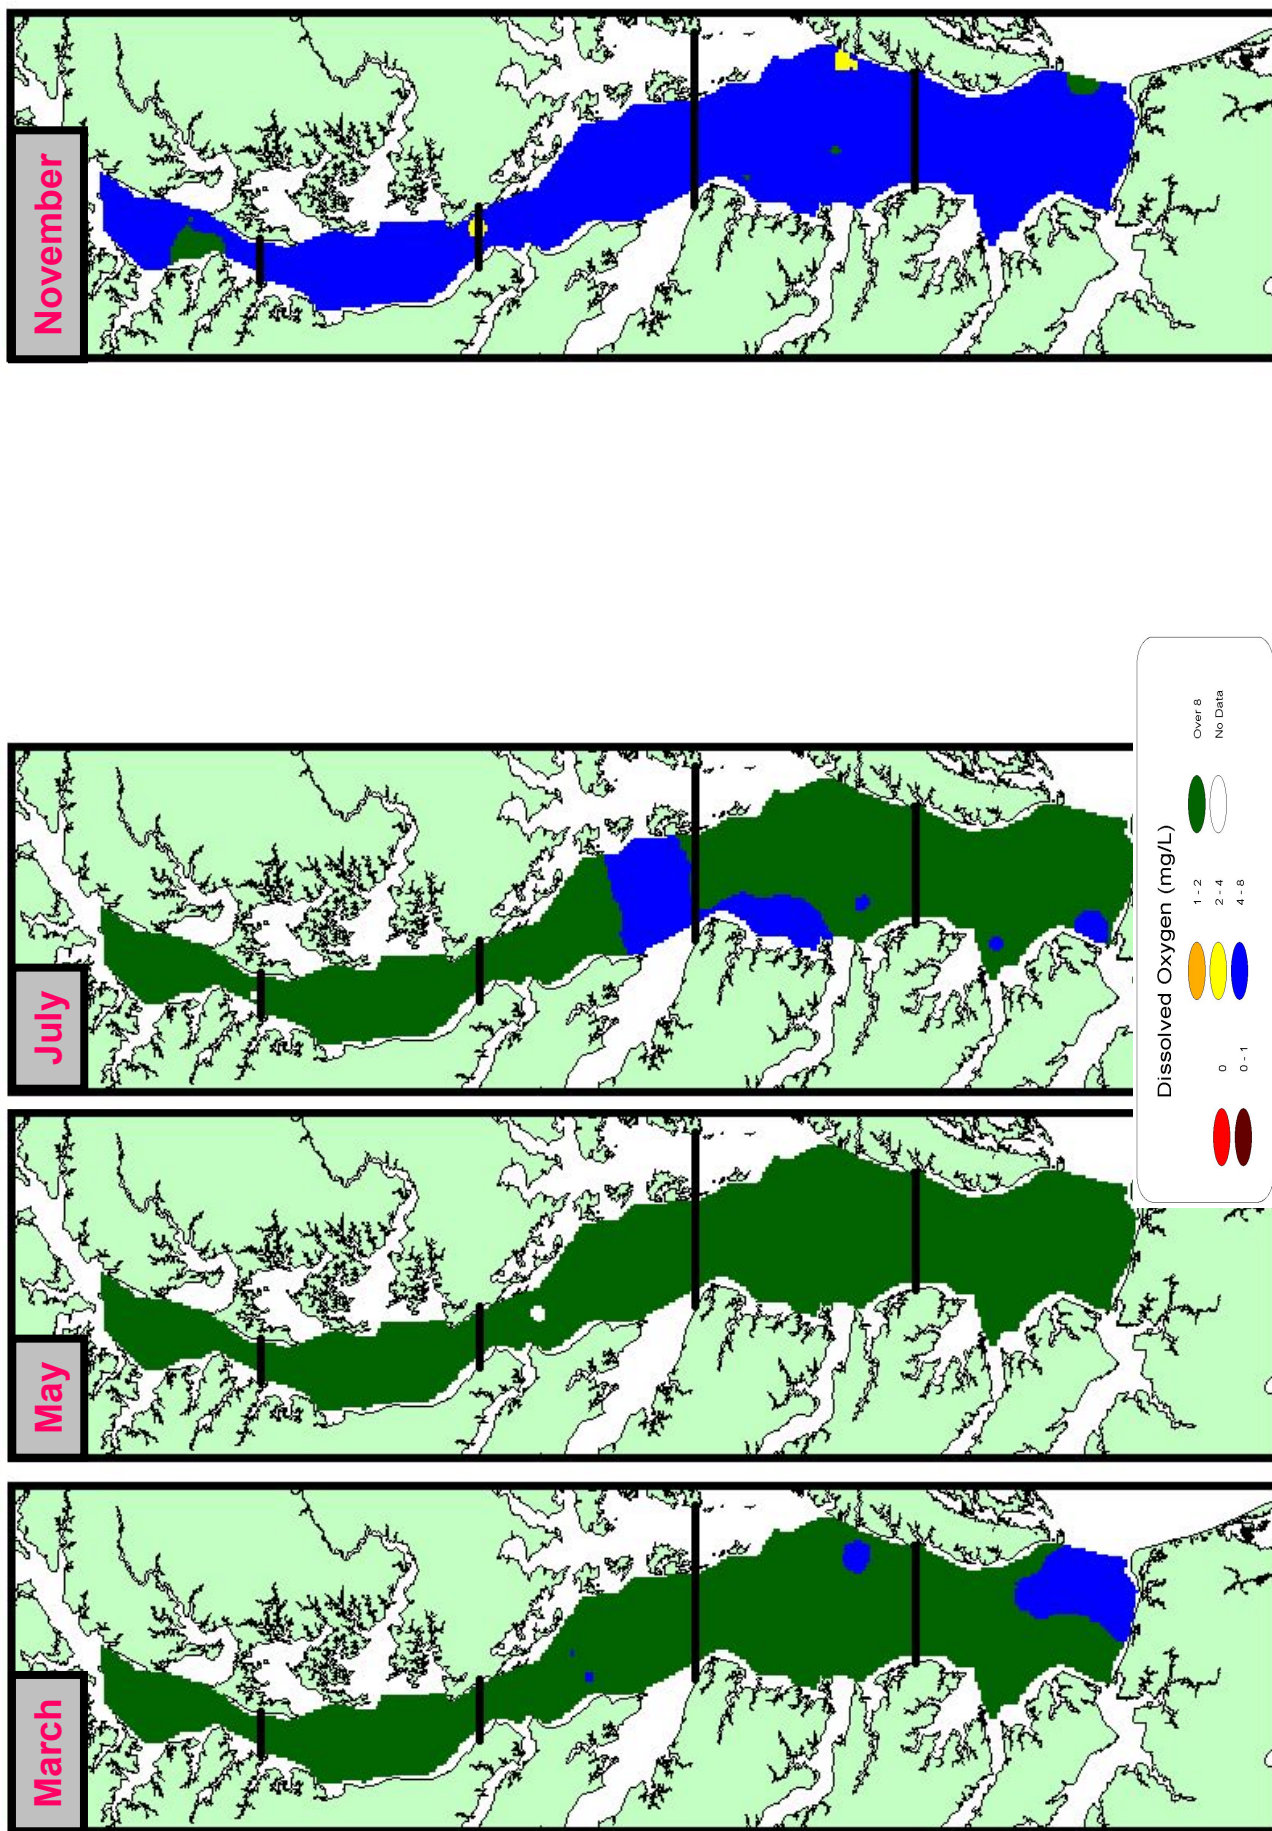 March
May
July
November
Dissolved Oxygen (mg/L)
0
0 - 1
1 - 2
2 - 4
4 - 8
Over 8
No Data